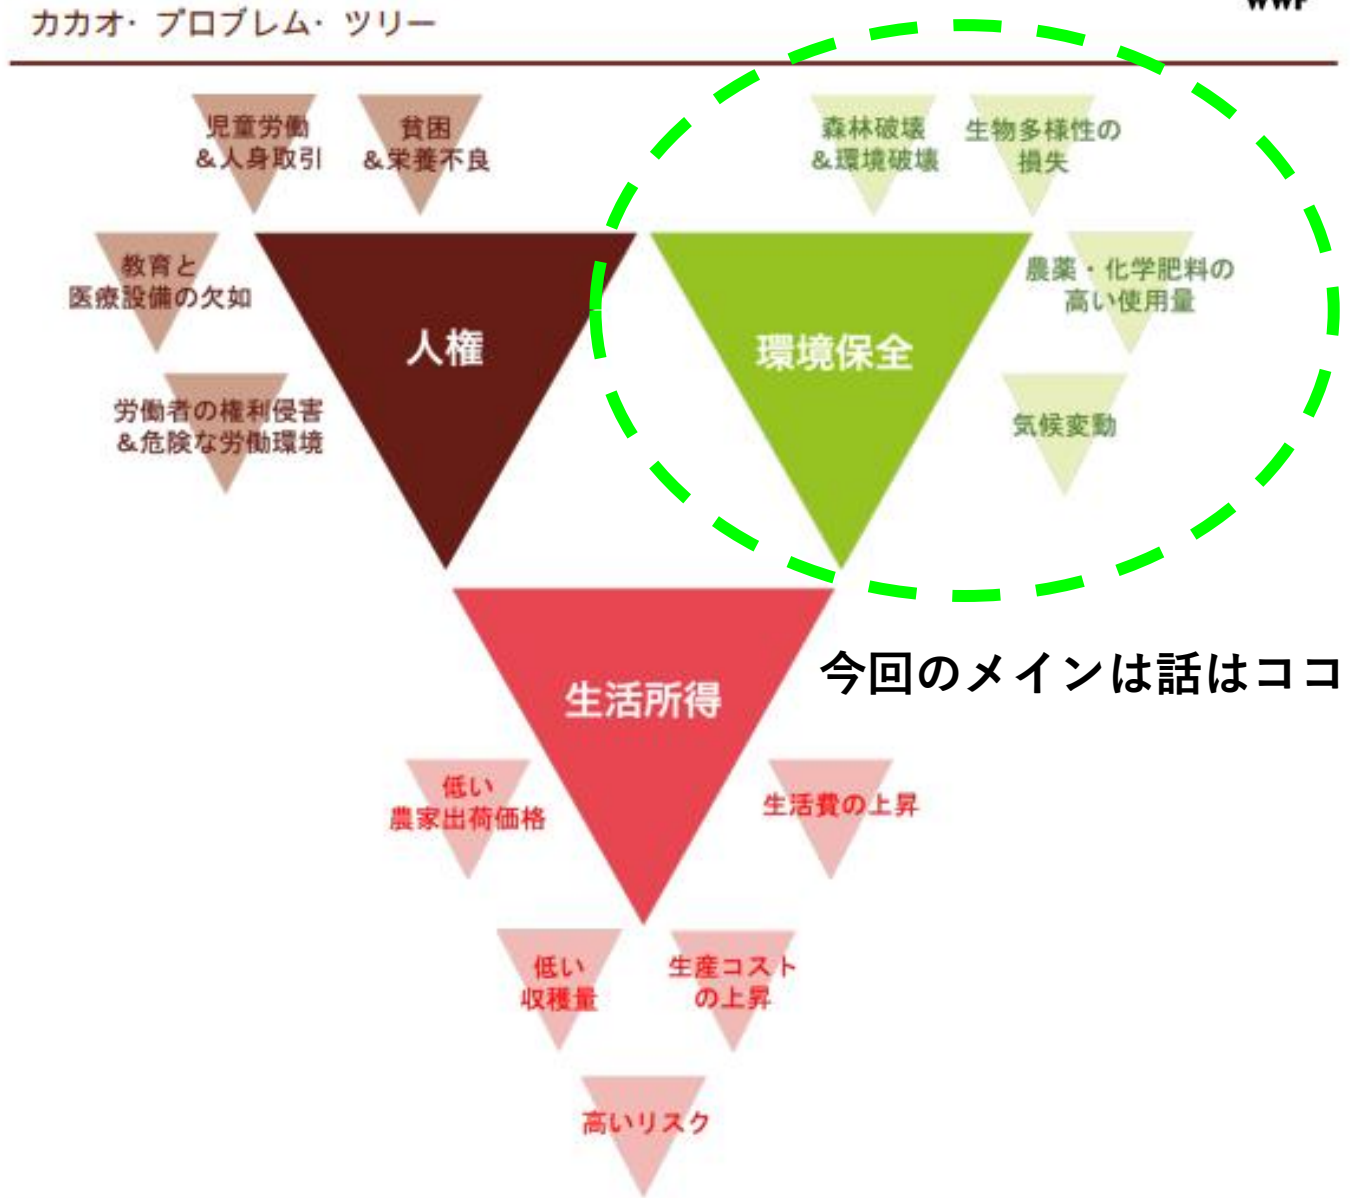 WWF
カカオ・プロブレム・ツリー
児童労働
＆人身取引
貧困
＆栄養不良
森林破壊
＆環境破壊
生物多様性の
損失
教育と
医療設備の欠如
農薬・化学肥料の
高い使用量
人権
環境保全
労働者の権利侵害
＆危険な労働環境
気候変動
今回のメインは話はココ
生活所得
低い
農家出荷価格
生活費の上昇
低い
収穫量
生産コスト
の上昇
高いリスク